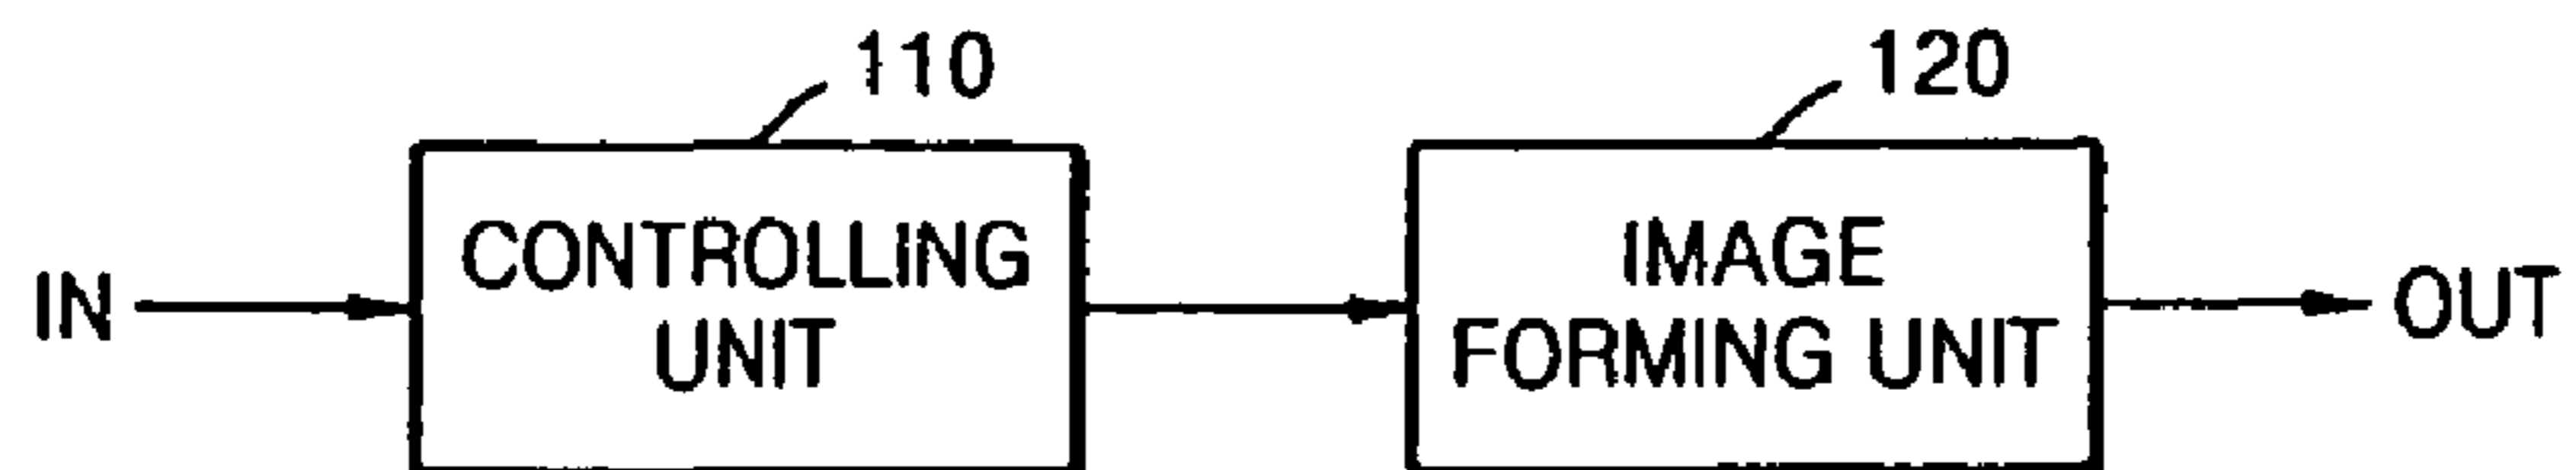 110
120
IN
CONTROLLING
UNIT
IMAGE
FORMING UNIT
OUT